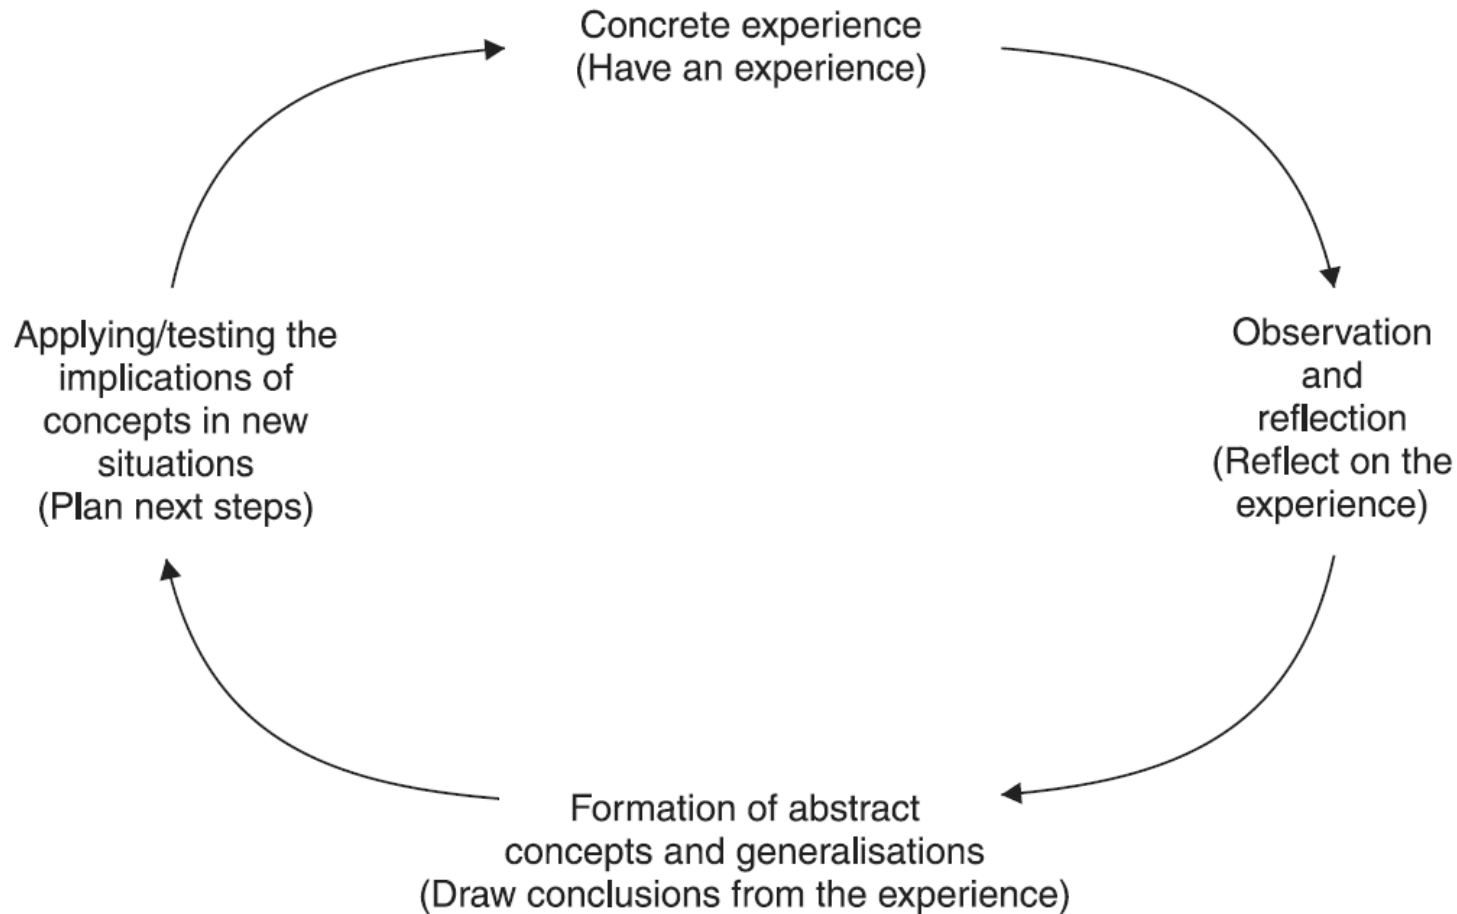 Concrete experience
(Have an experience)
Observation
and
reflection
(Reflect on the
experience)
Formation of abstract
concepts and generalisations
(Draw conclusions from the experience)
Applying/testing the
implications of
concepts in new
situations
(Plan next steps)